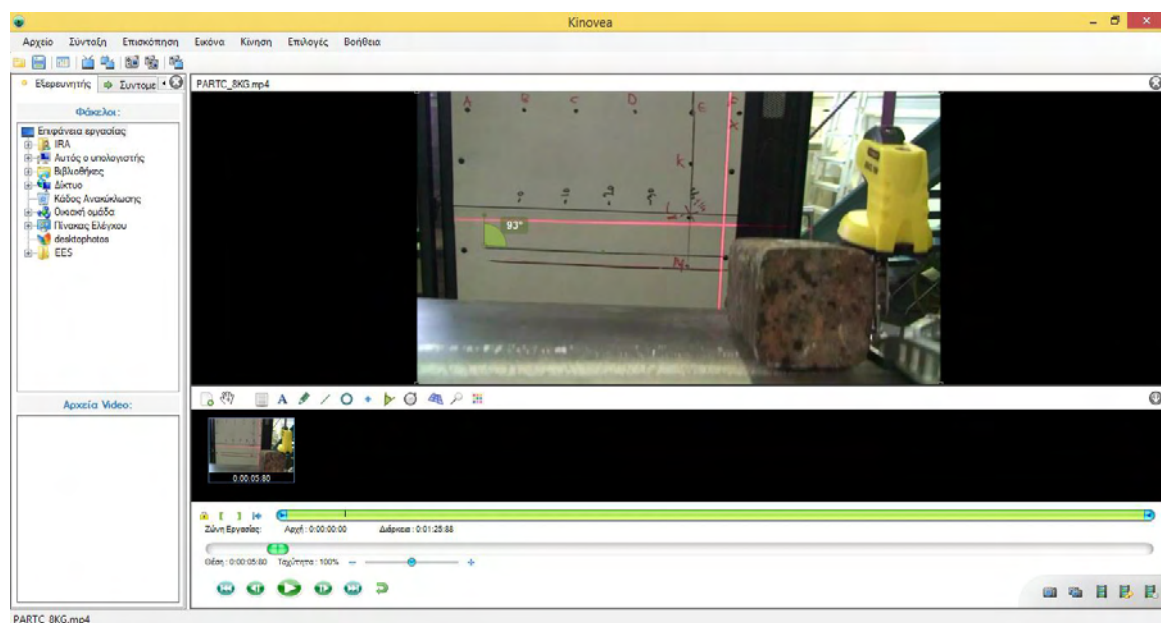 Kinovea
Αρχείο Σύνταξη Επισκόπηση Εικόνα Κίνηση Επιλογές Βοήθεια
Εξερευνητής Συντομε
PARTC_8KG.mp4
Φάκελοι:
Επιφάνεια εργασίας
IRA
Αυτός ο υπολογιστής
Βιβλιοθήκες
Δίκτυο
Κάδος Ανακύκλωσης
Οικιακή ομάδα
Πίνακας Ελέγχου
desktophotos
EES
A B C D E F
X
K
93°
Αρχεία Video:
0:00:05:80
Ζώνη Εργασίας: Αρχή : 0:00:00:00 Διάρκεια : 0:01:25:88
Θέση : 0:00:05:80 Ταχύτητα : 100%
PARTC_8KG.mp4